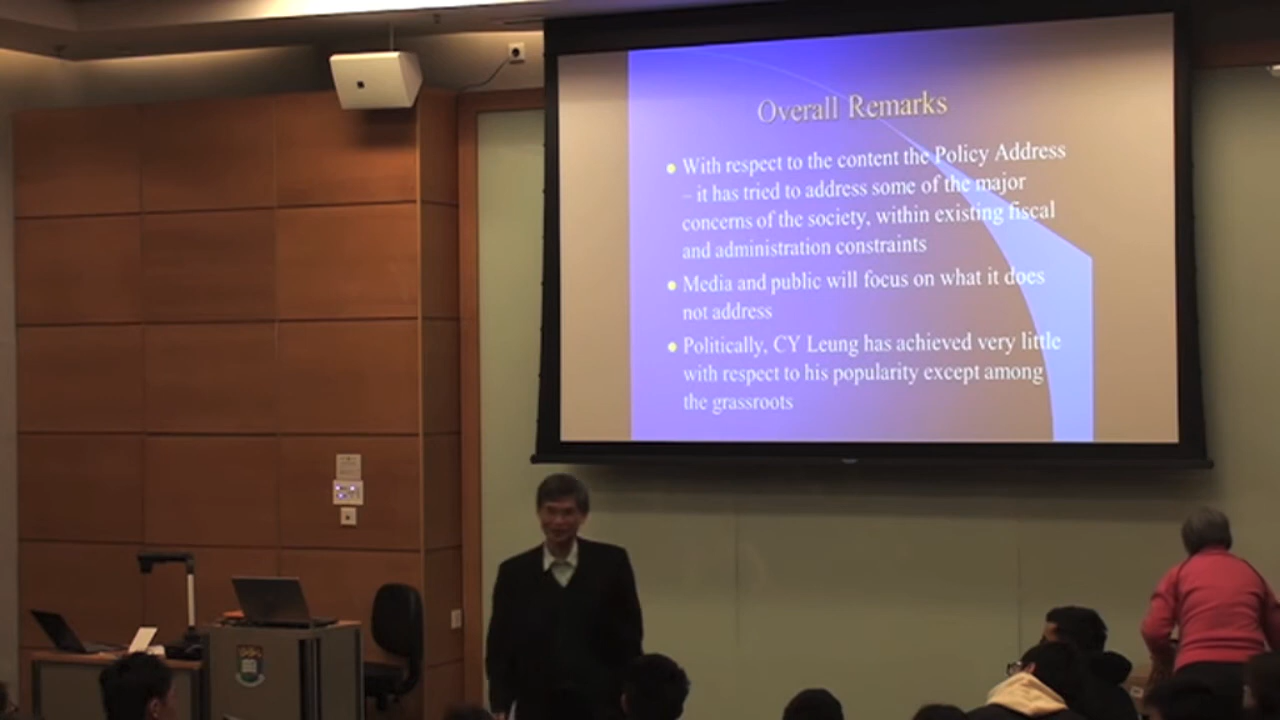 Overall Remarks
With respect to the content the Policy Address
– it has tried to address some of the major
concerns of the society, within existing fiscal
and administration constraints
Media and public will focus on what it does
not address
Politically, CY Leung has achieved very little
with respect to his popularity except among
the grassroots